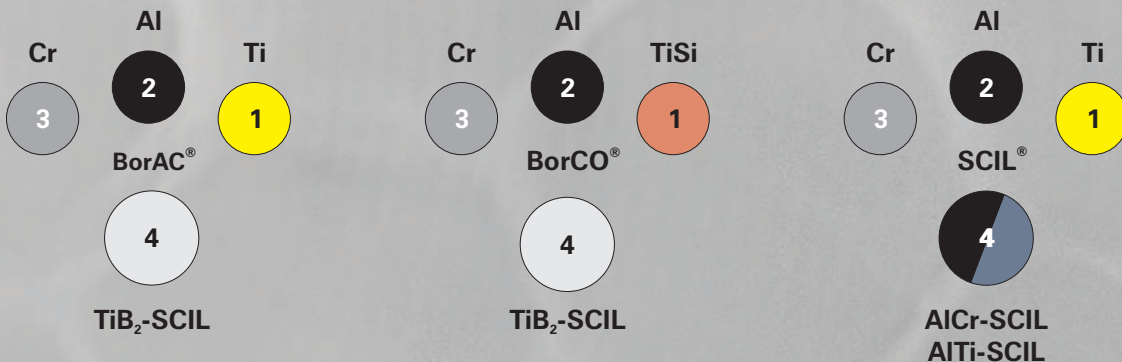 Al
Cr
Ti
2
3
1
BorAC®
4
TiB₂-SCIL
Al
Cr
TiSi
2
3
1
BorCO®
4
TiB₂-SCIL
Al
Cr
Ti
2
3
1
SCIL®
4
AlCr-SCIL
AlTi-SCIL